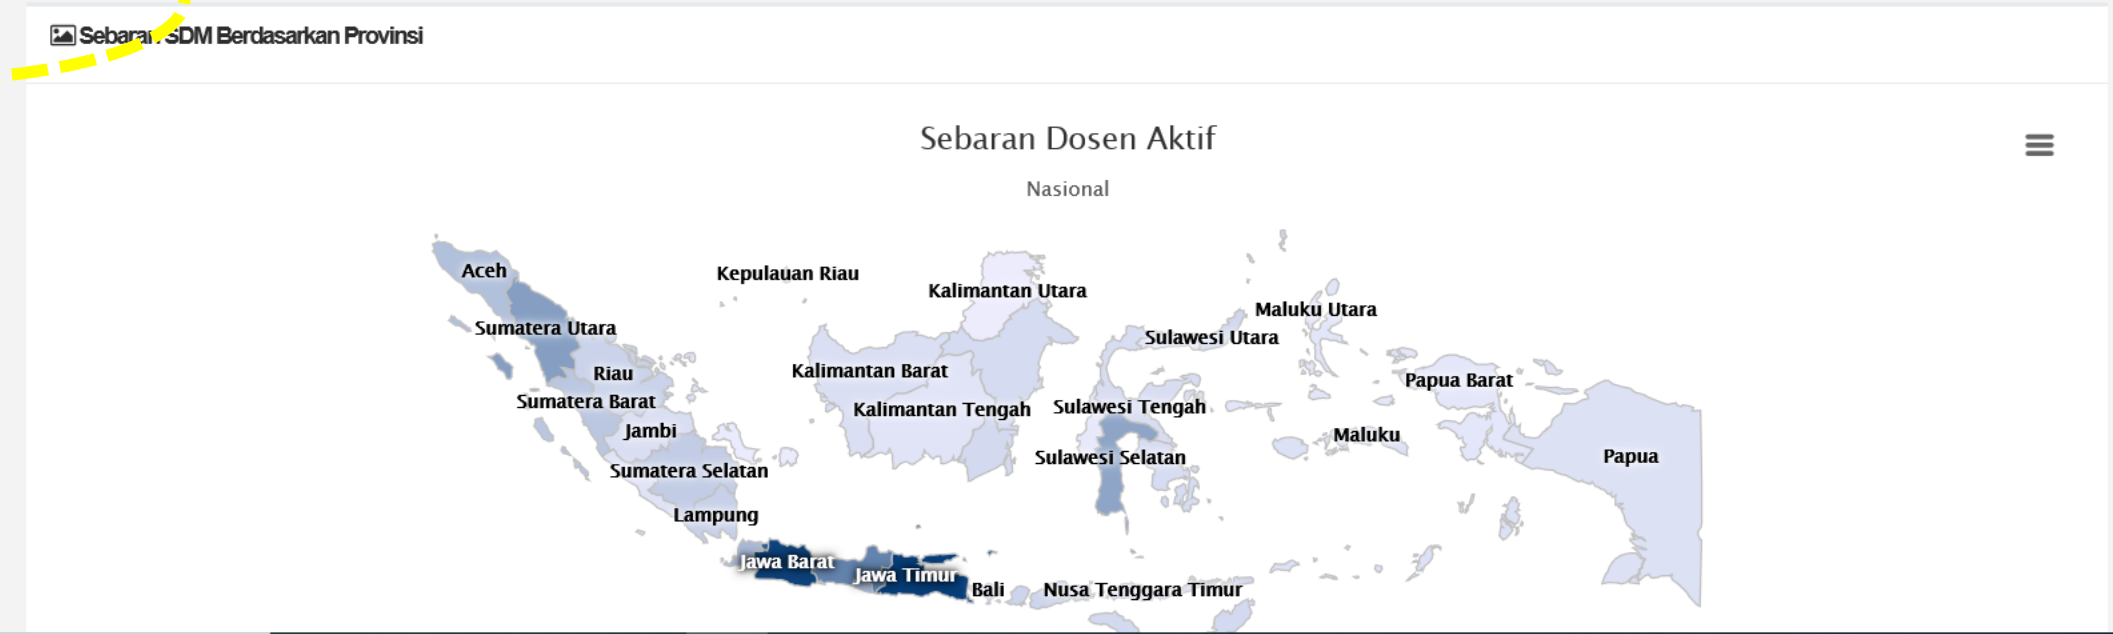 Sebaran SDM Berdasarkan Provinsi
Sebaran Dosen Aktif
Nasional
Aceh
Kepulauan Riau
Kalimantan Utara
Maluku Utara
Sumatera Utara
Sulawesi Utara
Riau
Kalimantan Barat
Papua Barat
Sumatera Barat
Kalimantan Tengah
Sulawesi Tengah
Jambi
Maluku
Sulawesi Selatan
Papua
Sumatera Selatan
Lampung
Jawa Barat
Jawa Timur
Bali
Nusa Tenggara Timur